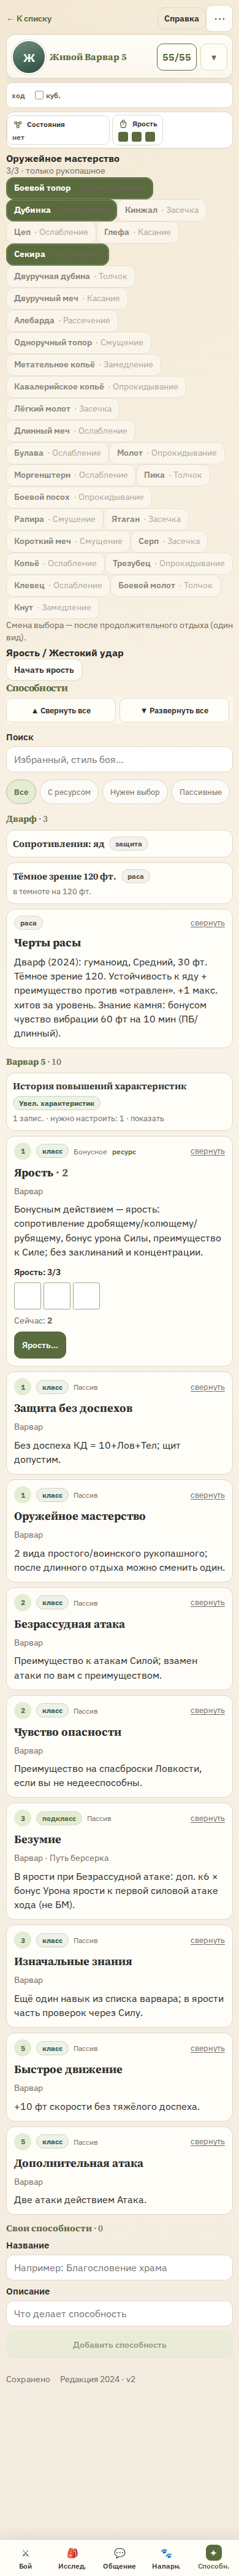 ← К списку
Справка
Ж
Живой Варвар 5
55/55
ход
куб.
Состояния
нет
Ярость
Оружейное мастерство
3/3 · только рукопашное
Боевой топор
Дубинка
Кинжал · Засечка
Цеп · Ослабление
Глефа · Касание
Секира
Двуручная дубина · Толчок
Двуручный меч · Касание
Алебарда · Рассечение
Одноручный топор · Смущение
Метательное копьё · Замедление
Кавалерийское копьё · Опрокидывание
Лёгкий молот · Засечка
Длинный меч · Ослабление
Булава · Ослабление
Молот · Опрокидывание
Моргенштерн · Ослабление
Пика · Толчок
Боевой посох · Опрокидывание
Рапира · Смущение
Ятаган · Засечка
Короткий меч · Смущение
Серп · Засечка
Копьё · Ослабление
Трезубец · Опрокидывание
Клевец · Ослабление
Боевой молот · Толчок
Кнут · Замедление
Смена выбора — после продолжительного отдыха (один
вид).
Ярость / Жестокий удар
Начать ярость
Способности
▲ Свернуть все
▼ Развернуть все
Поиск
Избранный, стиль боя…
Все
С ресурсом
Нужен выбор
Пассивные
Дварф · 3
Сопротивления: яд
защита
Тёмное зрение 120 фт.
раса
в темноте на 120 фт.
раса
свернуть
Черты расы
Дварф (2024): гуманоид, Средний, 30 фт.
Тёмное зрение 120. Устойчивость к яду +
преимущество против «отравлен». +1 макс.
хитов за уровень. Знание камня: бонусом
чувство вибрации 60 фт на 10 мин (ПБ/
длинный).
Варвар 5 · 10
История повышений характеристик
Увел. характеристик
1 запис. · нужно настроить: 1 · показать
1
класс
Бонусное
ресурс
свернуть
Ярость · 2
Варвар
Бонусным действием — ярость:
сопротивление дробящему/колющему/
рубящему, бонус урона Силы, преимущество
к Силе; без заклинаний и концентрации.
Ярость: 3/3
Сейчас: 2
Ярость…
1
класс
Пассив
свернуть
Защита без доспехов
Варвар
Без доспеха КД = 10+Лов+Тел; щит
допустим.
1
класс
Пассив
свернуть
Оружейное мастерство
Варвар
2 вида простого/воинского рукопашного;
после длинного отдыха можно сменить один.
2
класс
Пассив
свернуть
Безрассудная атака
Варвар
Преимущество к атакам Силой; взамен
атаки по вам с преимуществом.
2
класс
Пассив
свернуть
Чувство опасности
Варвар
Преимущество на спасброски Ловкости,
если вы не недееспособны.
3
подкласс
Пассив
свернуть
Безумие
Варвар · Путь берсерка
В ярости при Безрассудной атаке: доп. к6 ×
бонус Урона ярости к первой силовой атаке
хода (не БМ).
3
класс
Пассив
свернуть
Изначальные знания
Варвар
Ещё один навык из списка варвара; в ярости
часть проверок через Силу.
5
класс
Пассив
свернуть
Быстрое движение
Варвар
+10 фт скорости без тяжёлого доспеха.
5
класс
Пассив
свернуть
Дополнительная атака
Варвар
Две атаки действием Атака.
Свои способности · 0
Название
Например: Благословение храма
Описание
Что делает способность
Добавить способность
Сохранено
Редакция 2024 · v2
Бой
Исслед.
Общение
Напарн.
Способн.